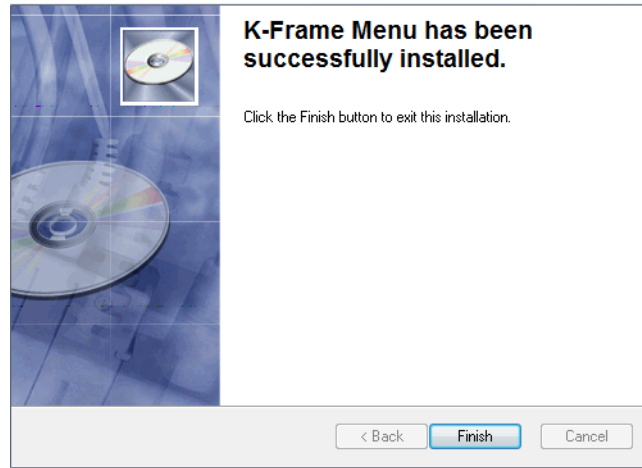 K-Frame Menu has been
successfully installed.
Click the Finish button to exit this installation.
< Back
Finish
Cancel